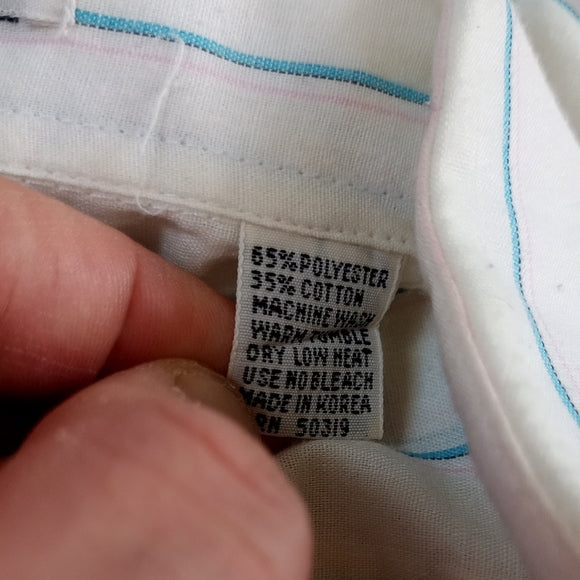 65% POLYESTER
35% COTTON
MACHINE WASH
WARM TUMBLE
DRY LOW HEAT
USE NO BLEACH
MADE IN KOREA
RN 50319